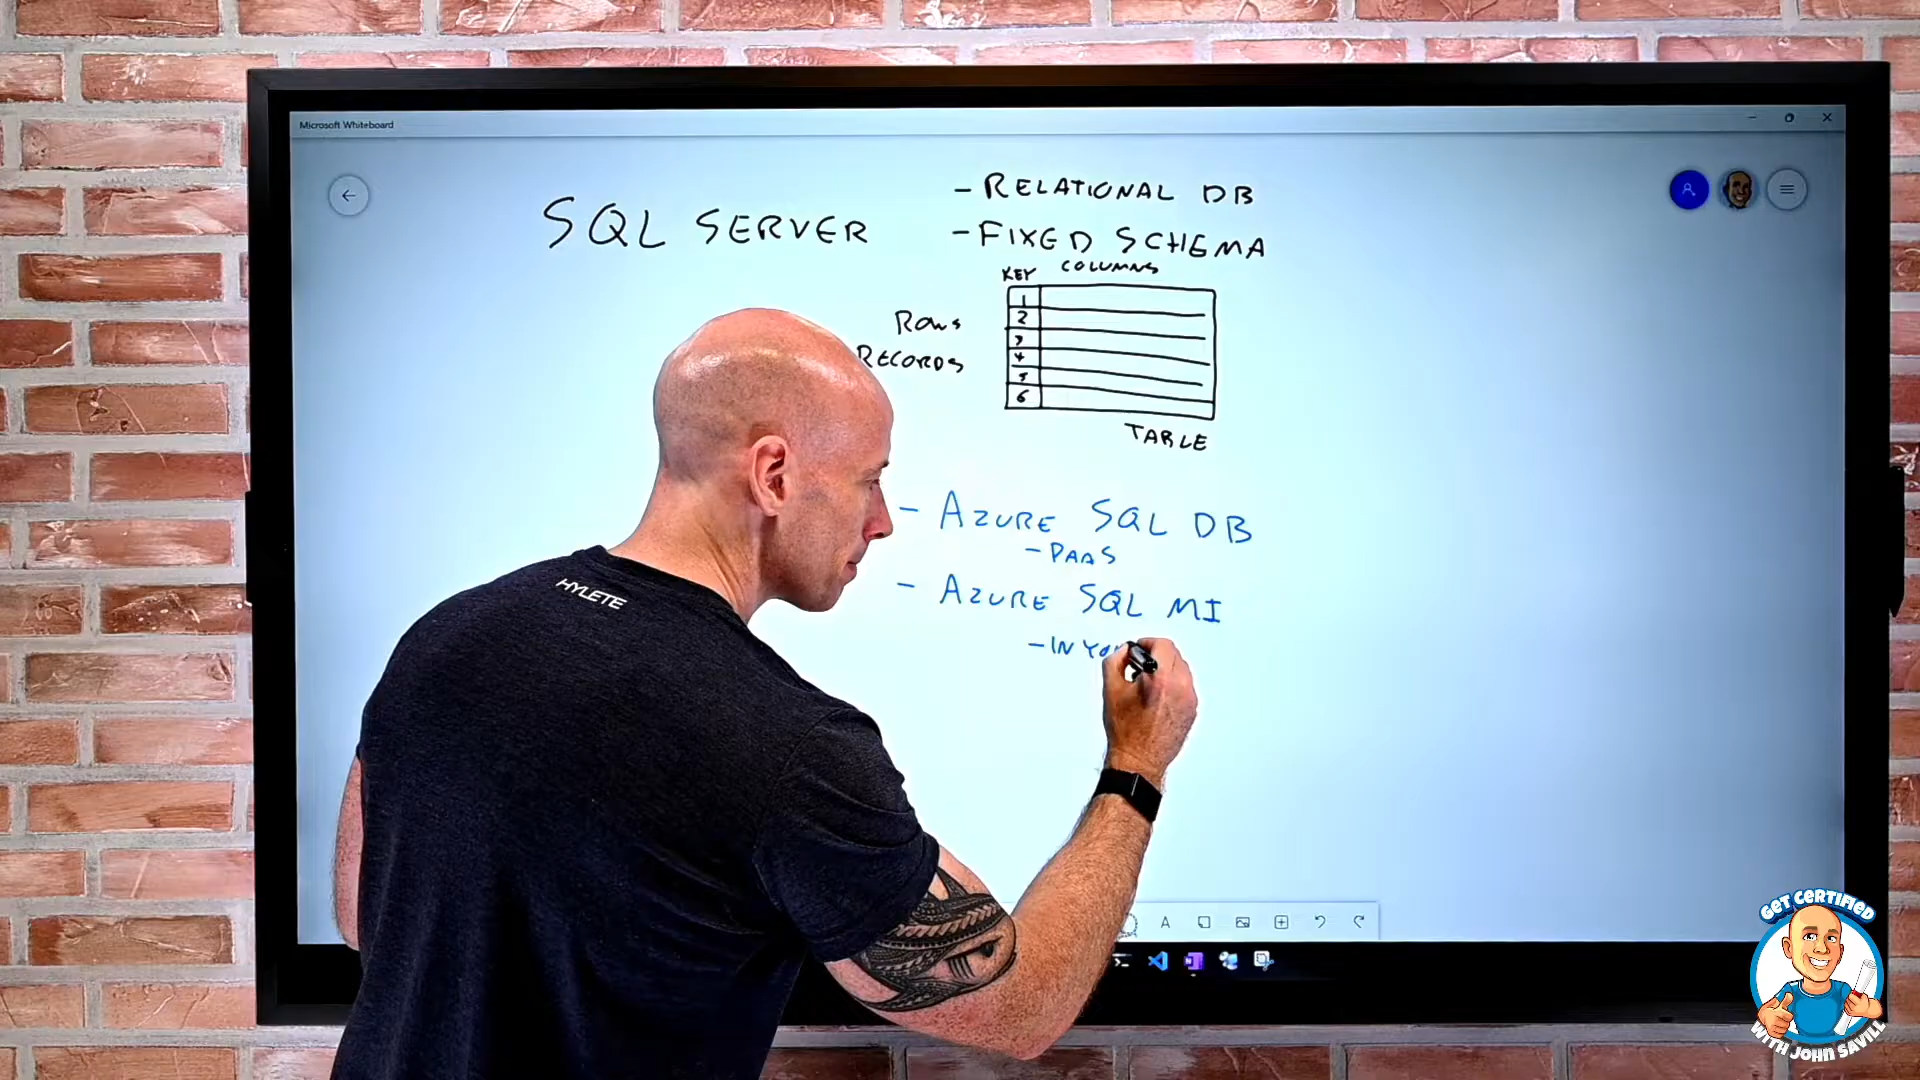 Microsoft Whiteboard
SQL SERVER
- RELATIONAL DB
- FIXED SCHEMA
KEY COLUMNS
Rows
RECORDS
1
2
3
4
5
6
TABLE
- AZURE SQL DB
- PAAS
- AZURE SQL MI
- IN
HYLETE
GET CERTIFIED
WITH JOHN SAVILL